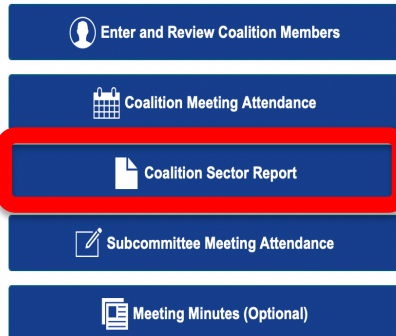 Enter and Review Coalition Members
Coalition Meeting Attendance
Coalition Sector Report
Subcommittee Meeting Attendance
Meeting Minutes (Optional)